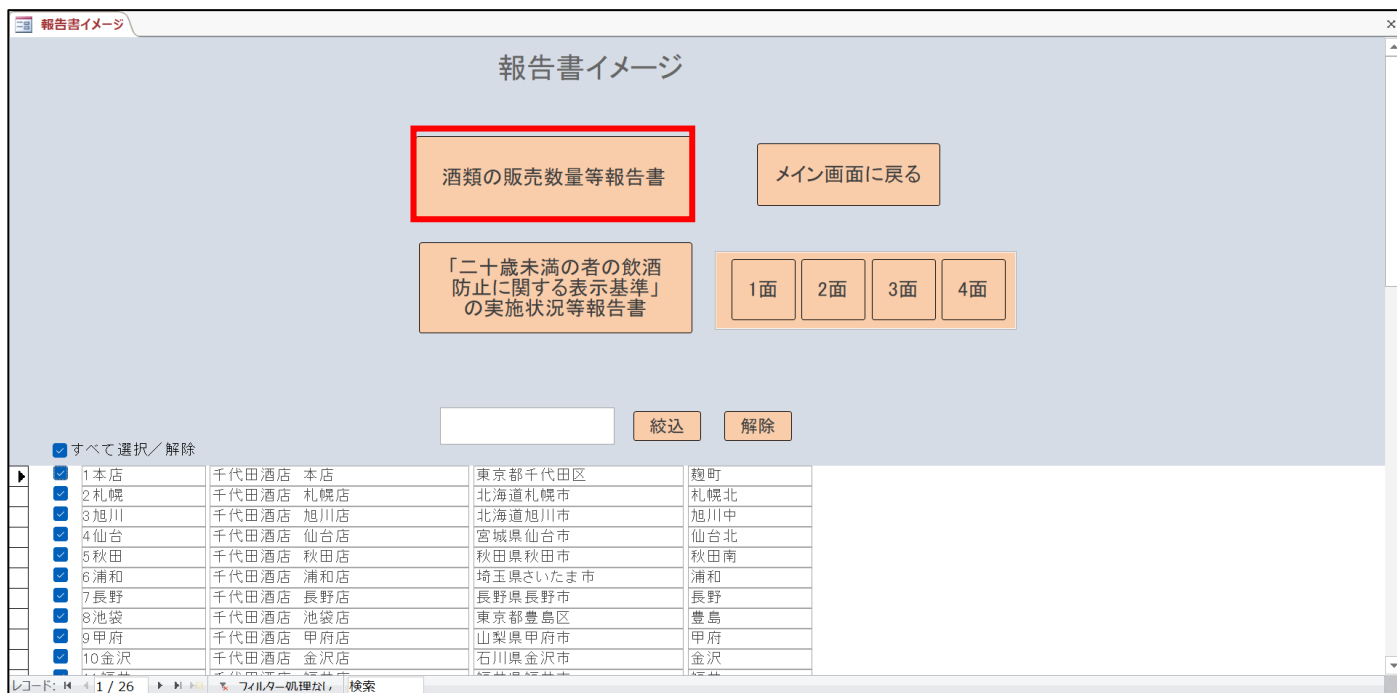 報告書イメージ
報告書イメージ
酒類の販売数量等報告書
メイン画面に戻る
「二十歳未満の者の飲酒
防止に関する表示基準」
の実施状況等報告書
1面 2面 3面 4面
絞込 解除
すべて選択／解除
1本店 千代田酒店 本店 東京都千代田区 麹町
2札幌 千代田酒店 札幌店 北海道札幌市 札幌北
3旭川 千代田酒店 旭川店 北海道旭川市 旭川中
4仙台 千代田酒店 仙台店 宮城県仙台市 仙台北
5秋田 千代田酒店 秋田店 秋田県秋田市 秋田南
6浦和 千代田酒店 浦和店 埼玉県さいたま市 浦和
7長野 千代田酒店 長野店 長野県長野市 長野
8池袋 千代田酒店 池袋店 東京都豊島区 豊島
9甲府 千代田酒店 甲府店 山梨県甲府市 甲府
10金沢 千代田酒店 金沢店 石川県金沢市 金沢
レコード: 1 / 26 フィルター処理なし 検索